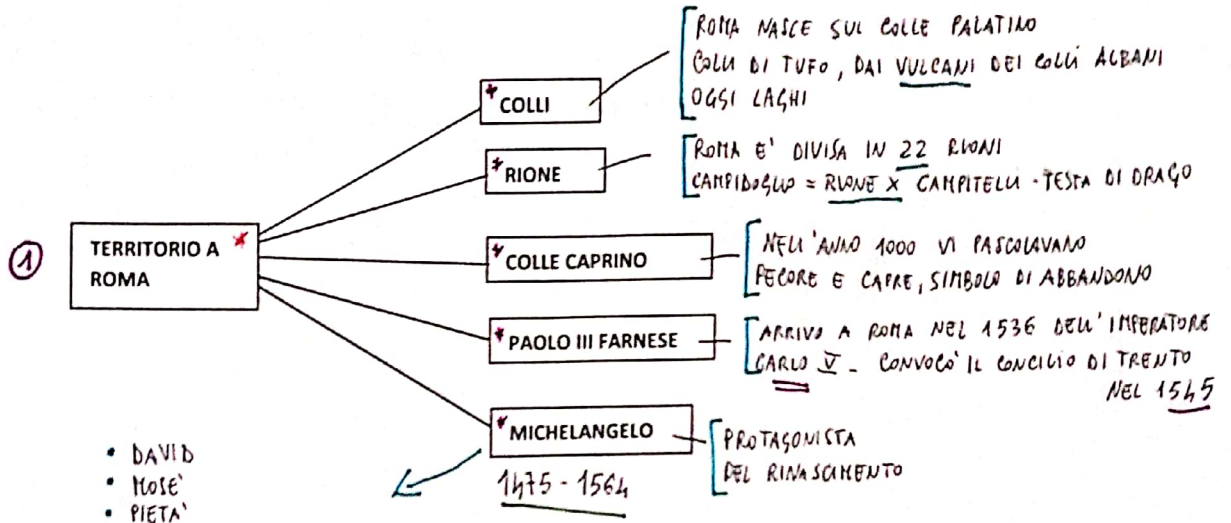 ①
TERRITORIO A
ROMA
* COLLI
ROMA NASCE SUL COLLE PALATINO
COLLI DI TUFO, DAI VULCANI DEI COLLI ALBANI
OGGI LAGHI
* RIONE
ROMA E' DIVISA IN 22 RIONI
CAMPIDOGLIO = RIONE X CAMPITELLI - TESTA DI DRAGO
* COLLE CAPRINO
NELL'ANNO 1000 VI PASCOLAVANO
PECORE E CAPRE, SIMBOLO DI ABBANDONO
* PAOLO III FARNESE
ARRIVO A ROMA NEL 1536 DELL'IMPERATORE
CARLO V - CONVOCO' IL CONCILIO DI TRENTO
NEL 1545
* MICHELANGELO
1475 - 1564
PROTAGONISTA
DEL RINASCIMENTO
• DAVID
• MOSE'
• PIETA'